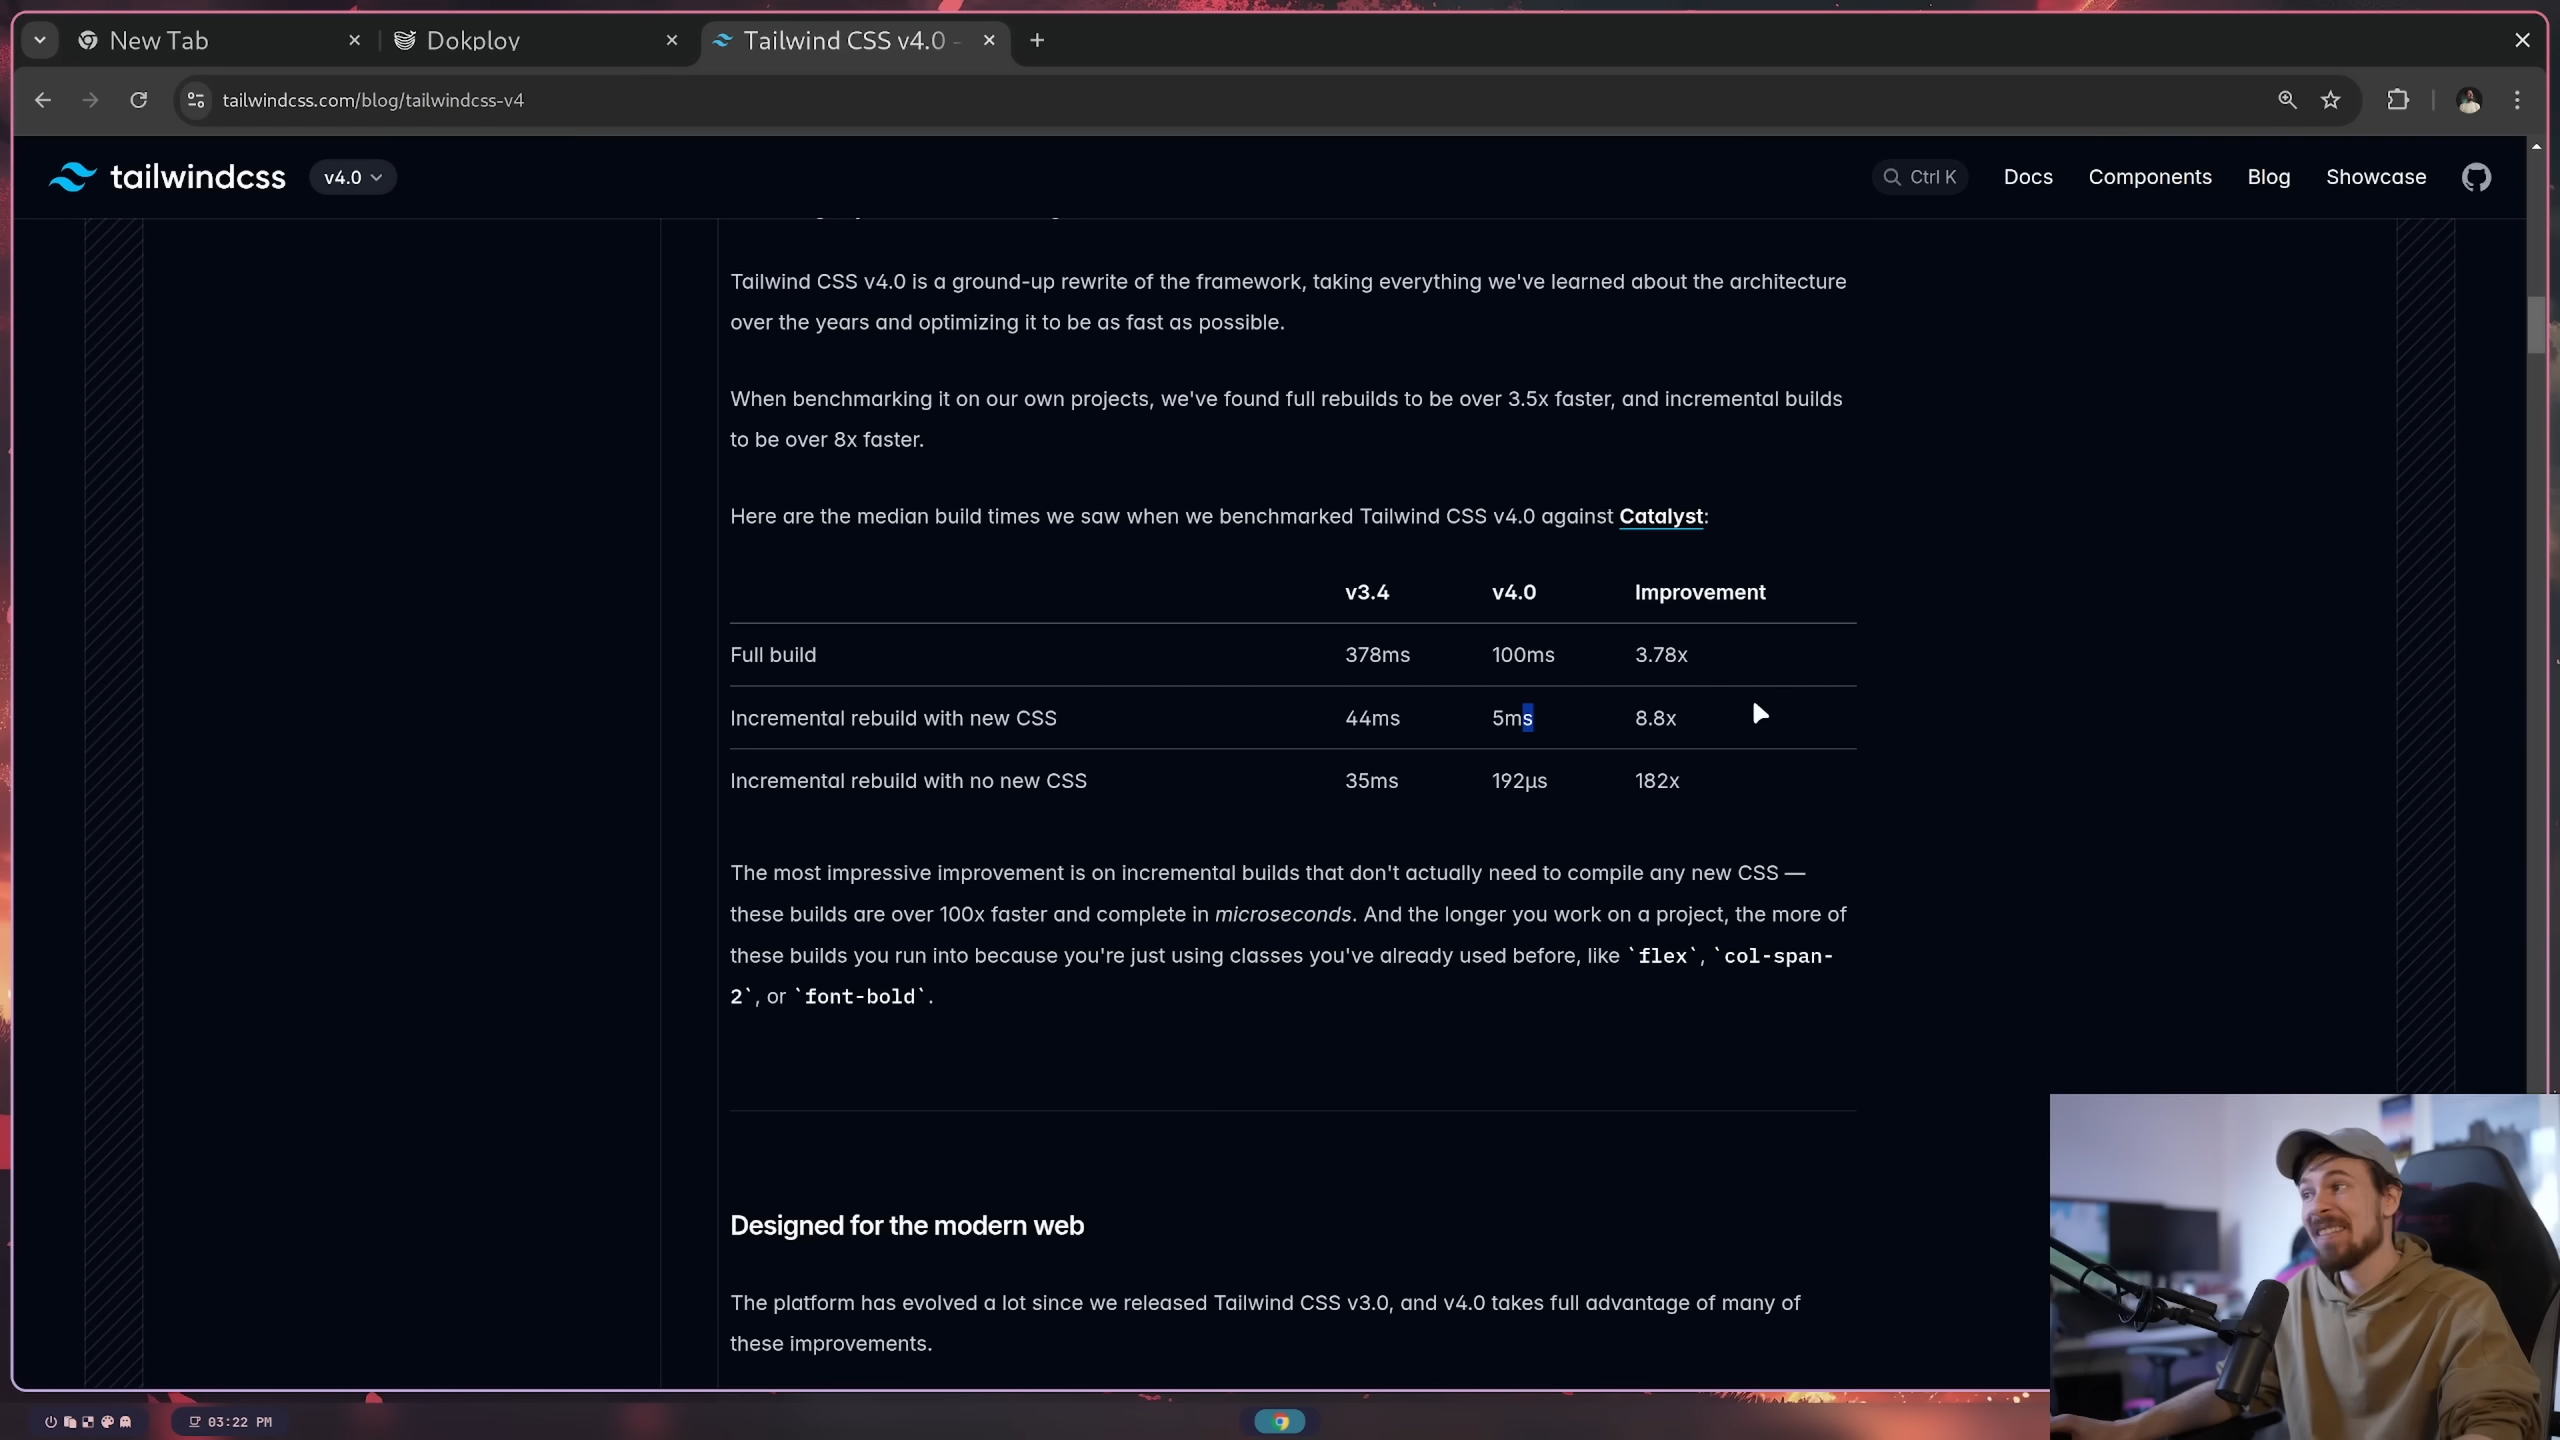 New Tab
Dokploy
Tailwind CSS v4.0 -
tailwindcss.com/blog/tailwindcss-v4
tailwindcss
v4.0
Ctrl K
Docs
Components
Blog
Showcase
Tailwind CSS v4.0 is a ground-up rewrite of the framework, taking everything we've learned about the architecture
over the years and optimizing it to be as fast as possible.
When benchmarking it on our own projects, we've found full rebuilds to be over 3.5x faster, and incremental builds
to be over 8x faster.
Here are the median build times we saw when we benchmarked Tailwind CSS v4.0 against Catalyst:
v3.4 v4.0 Improvement
Full build 378ms 100ms 3.78x
Incremental rebuild with new CSS 44ms 5ms 8.8x
Incremental rebuild with no new CSS 35ms 192µs 182x
The most impressive improvement is on incremental builds that don't actually need to compile any new CSS —
these builds are over 100x faster and complete in microseconds. And the longer you work on a project, the more of
these builds you run into because you're just using classes you've already used before, like `flex`, `col-span-
2`, or `font-bold`.
Designed for the modern web
The platform has evolved a lot since we released Tailwind CSS v3.0, and v4.0 takes full advantage of many of
these improvements.
03:22 PM